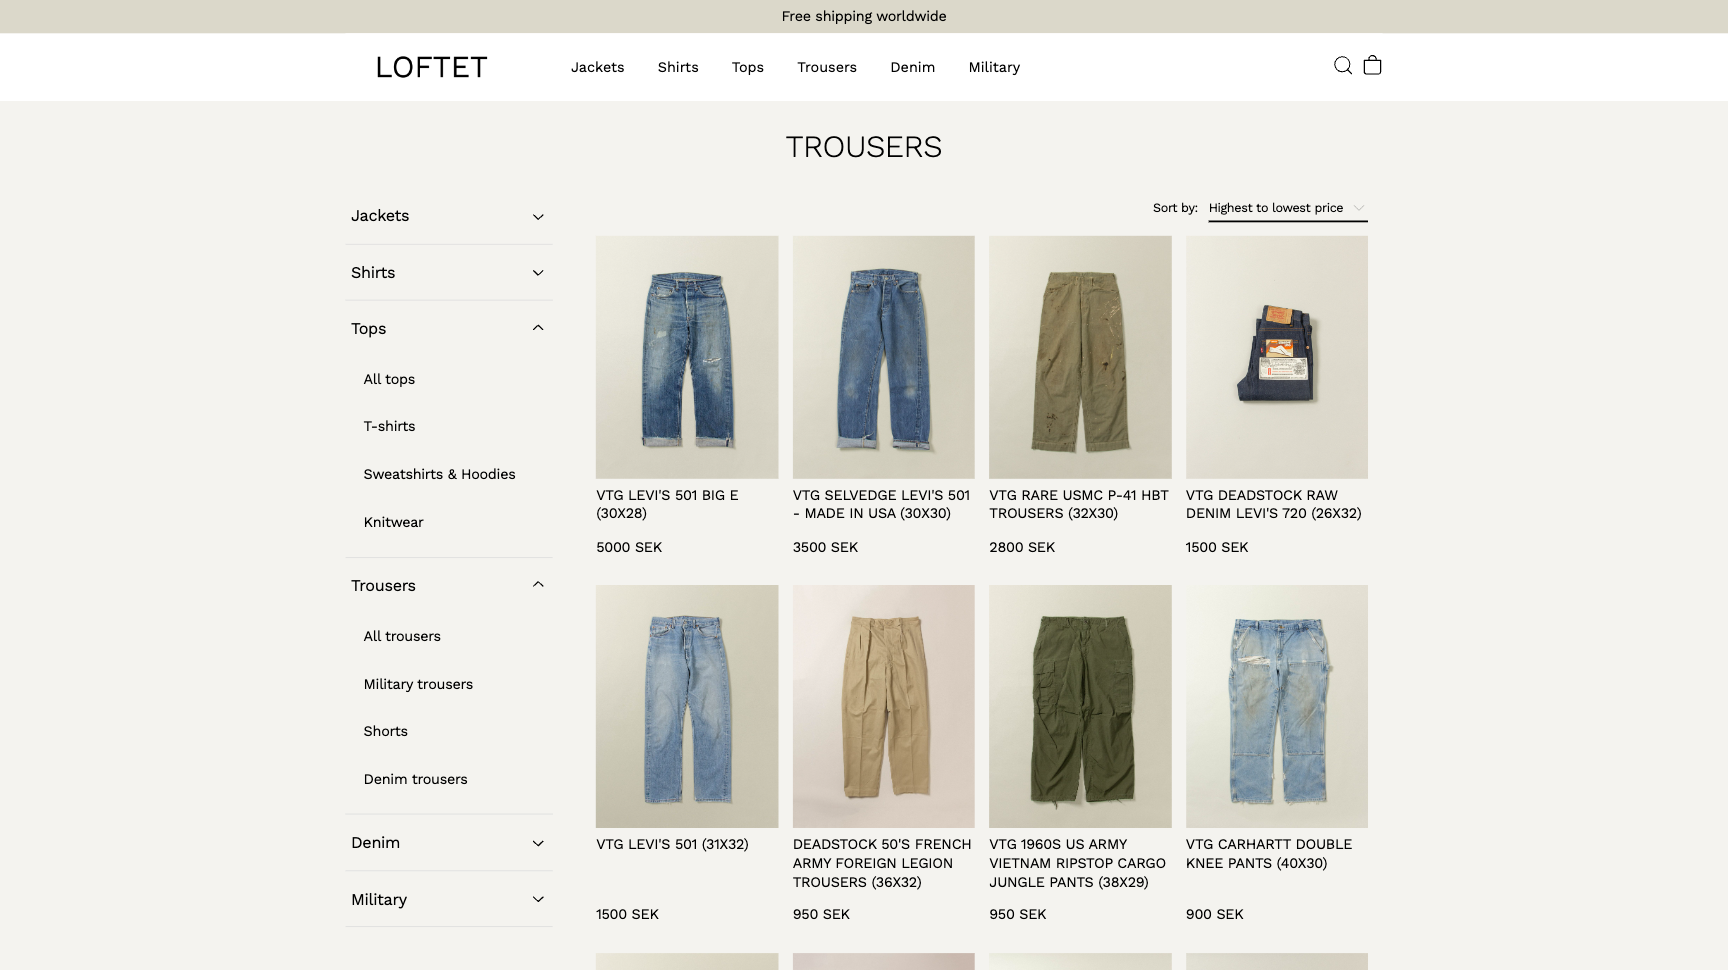 Free shipping worldwide
LOFTET
Jackets
Shirts
Tops
Trousers
Denim
Military
TROUSERS
Jackets
Shirts
Tops
All tops
T-shirts
Sweatshirts & Hoodies
Knitwear
Trousers
All trousers
Military trousers
Shorts
Denim trousers
Denim
Military
Sort by: Highest to lowest price
VTG LEVI'S 501 BIG E
(30X28)
5000 SEK
VTG SELVEDGE LEVI'S 501
- MADE IN USA (30X30)
3500 SEK
VTG RARE USMC P-41 HBT
TROUSERS (32X30)
2800 SEK
VTG DEADSTOCK RAW
DENIM LEVI'S 720 (26X32)
1500 SEK
VTG LEVI'S 501 (31X32)
1500 SEK
DEADSTOCK 50'S FRENCH
ARMY FOREIGN LEGION
TROUSERS (36X32)
950 SEK
VTG 1960S US ARMY
VIETNAM RIPSTOP CARGO
JUNGLE PANTS (38X29)
950 SEK
VTG CARHARTT DOUBLE
KNEE PANTS (40X30)
900 SEK